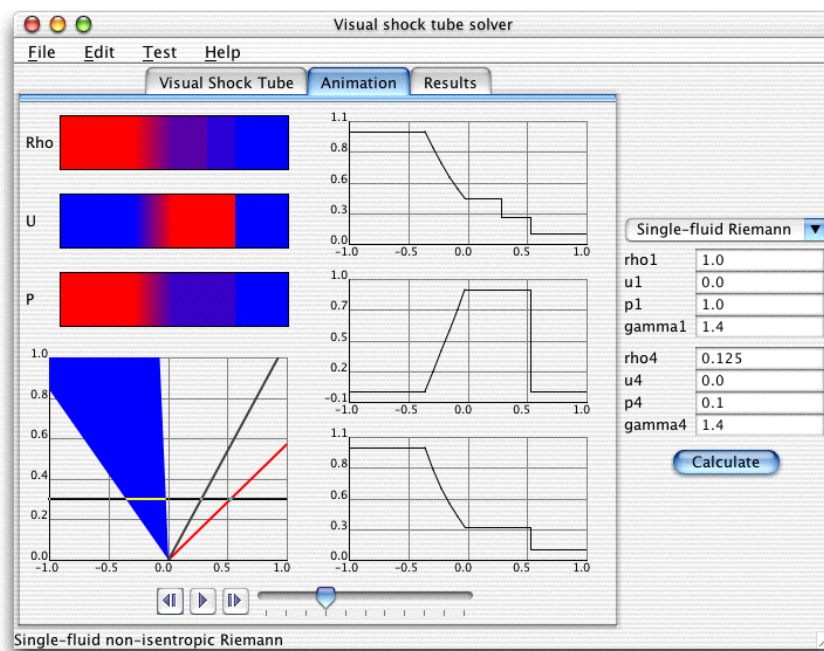 Visual shock tube solver
File Edit Test Help
Visual Shock Tube Animation Results
Rho
U
P
1.0
0.8
0.6
0.4
0.2
0.0
-1.0 -0.5 0.0 0.5 1.0
1.1
0.8
0.6
0.3
0.0
-1.0 -0.5 0.0 0.5 1.0
1.0
0.7
0.5
0.2
-0.1
-1.0 -0.5 0.0 0.5 1.0
1.1
0.8
0.6
0.3
0.0
-1.0 -0.5 0.0 0.5 1.0
Single-fluid Riemann
rho1 1.0
u1 0.0
p1 1.0
gamma1 1.4
rho4 0.125
u4 0.0
p4 0.1
gamma4 1.4
Calculate
Single-fluid non-isentropic Riemann